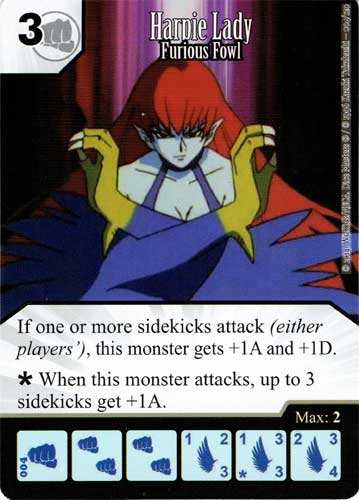 3
Harpie Lady
Furious Fowl
If one or more sidekicks attack (either
players’), this monster gets +1A and +1D.
* When this monster attacks, up to 3
sidekicks get +1A.
Max: 2
004
1 2
3
1 3
* 3
1 3
4